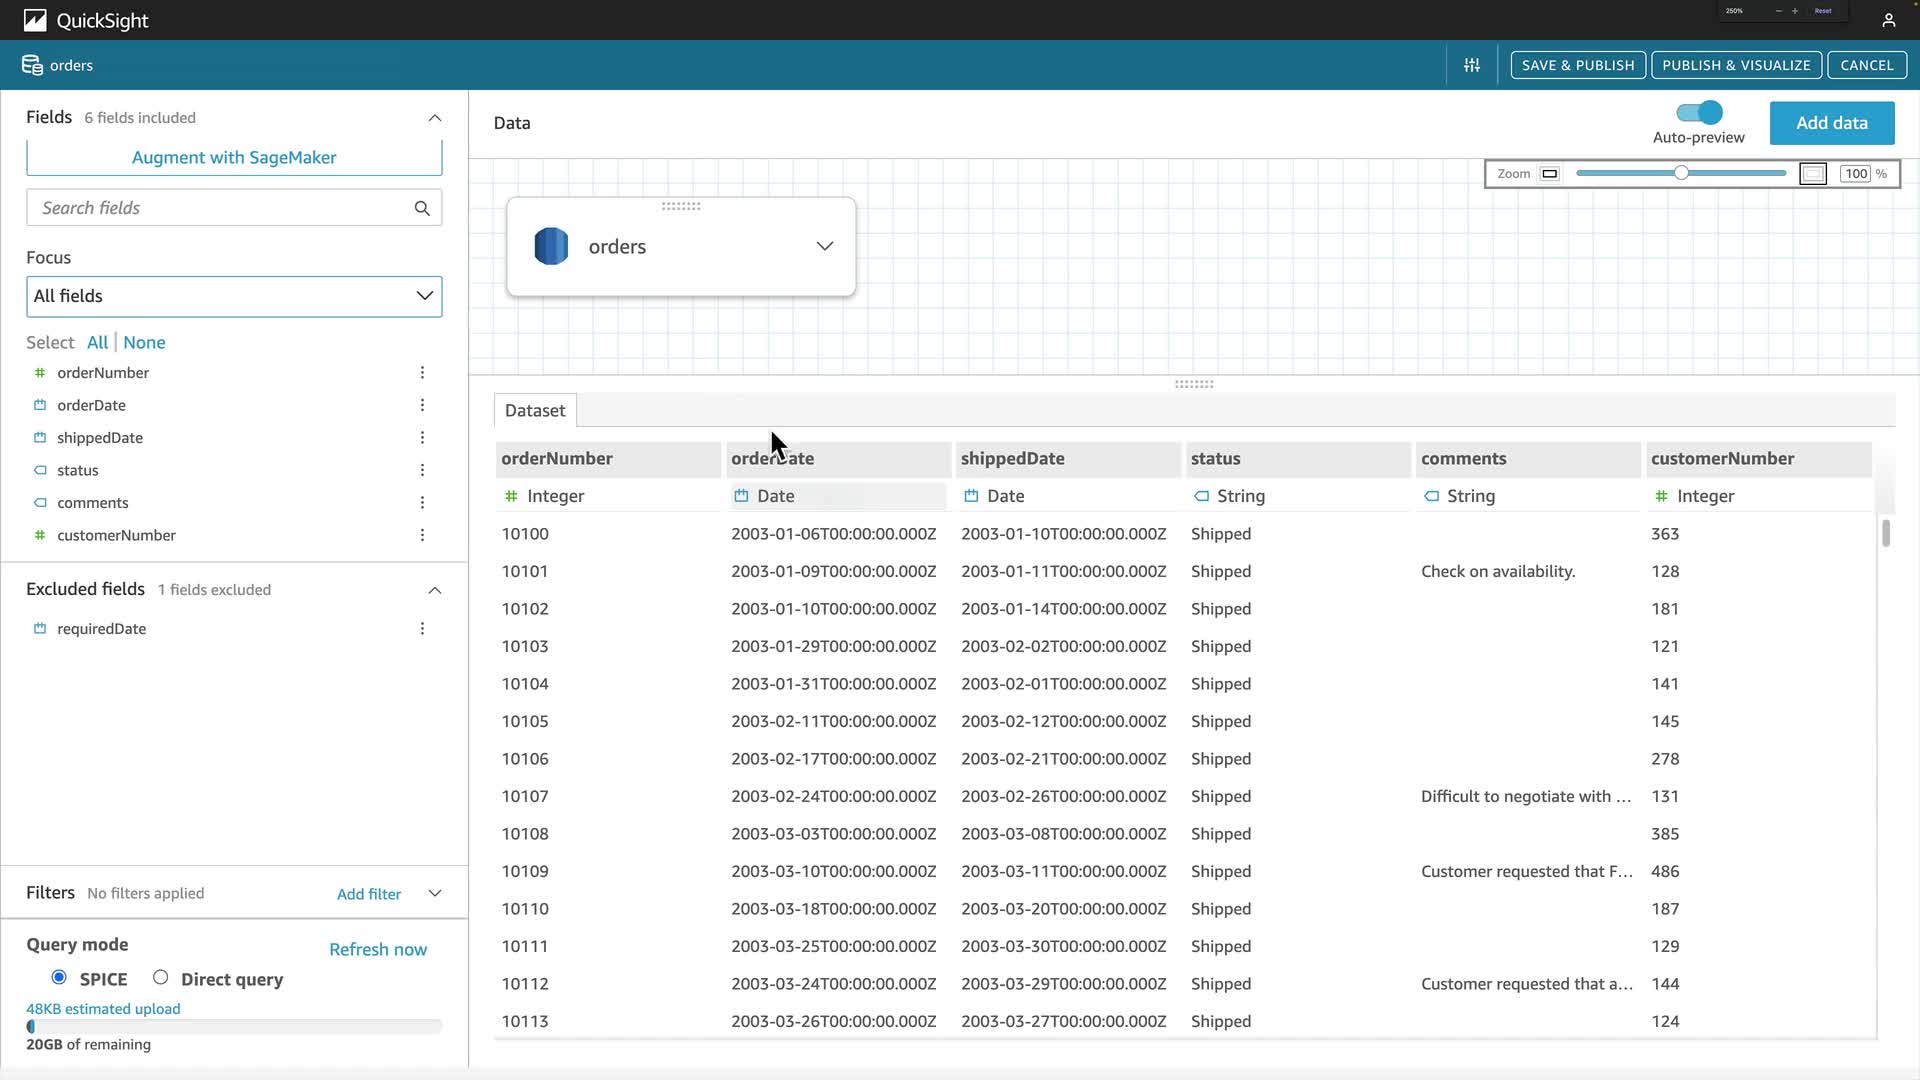 QuickSight
250% − + Reset
orders
SAVE & PUBLISH
PUBLISH & VISUALIZE
CANCEL
Fields 6 fields included
Augment with SageMaker
Search fields
Focus
All fields
Select All | None
# orderNumber
orderDate
shippedDate
status
comments
# customerNumber
Excluded fields 1 fields excluded
requiredDate
Filters No filters applied Add filter
Query mode Refresh now
SPICE Direct query
48KB estimated upload
20GB of remaining
Data
Auto-preview
Add data
Zoom 100 %
orders
Dataset
orderNumber orderDate shippedDate status comments customerNumber
# Integer Date Date String String # Integer
10100 2003-01-06T00:00:00.000Z 2003-01-10T00:00:00.000Z Shipped 363
10101 2003-01-09T00:00:00.000Z 2003-01-11T00:00:00.000Z Shipped Check on availability. 128
10102 2003-01-10T00:00:00.000Z 2003-01-14T00:00:00.000Z Shipped 181
10103 2003-01-29T00:00:00.000Z 2003-02-02T00:00:00.000Z Shipped 121
10104 2003-01-31T00:00:00.000Z 2003-02-01T00:00:00.000Z Shipped 141
10105 2003-02-11T00:00:00.000Z 2003-02-12T00:00:00.000Z Shipped 145
10106 2003-02-17T00:00:00.000Z 2003-02-21T00:00:00.000Z Shipped 278
10107 2003-02-24T00:00:00.000Z 2003-02-26T00:00:00.000Z Shipped Difficult to negotiate with ... 131
10108 2003-03-03T00:00:00.000Z 2003-03-08T00:00:00.000Z Shipped 385
10109 2003-03-10T00:00:00.000Z 2003-03-11T00:00:00.000Z Shipped Customer requested that F... 486
10110 2003-03-18T00:00:00.000Z 2003-03-20T00:00:00.000Z Shipped 187
10111 2003-03-25T00:00:00.000Z 2003-03-30T00:00:00.000Z Shipped 129
10112 2003-03-24T00:00:00.000Z 2003-03-29T00:00:00.000Z Shipped Customer requested that a... 144
10113 2003-03-26T00:00:00.000Z 2003-03-27T00:00:00.000Z Shipped 124